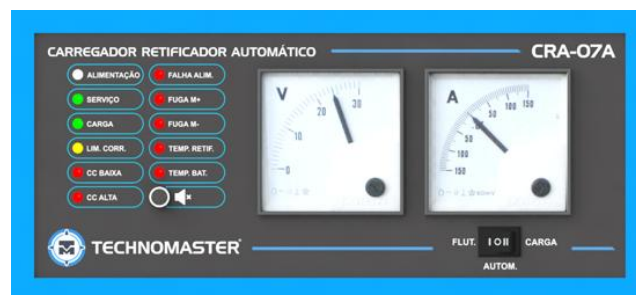 CARREGADOR RETIFICADOR AUTOMÁTICO
CRA-07A
ALIMENTAÇÃO
FALHA ALIM.
SERVIÇO
FUGA M+
CARGA
FUGA M-
LIM. CORR.
TEMP. RETIF.
CC BAIXA
TEMP. BAT.
CC ALTA
V
0
10
20
30
A
150
100
50
0
50
100
150
TECHNOMASTER
FLUT.
I O II
CARGA
AUTOM.